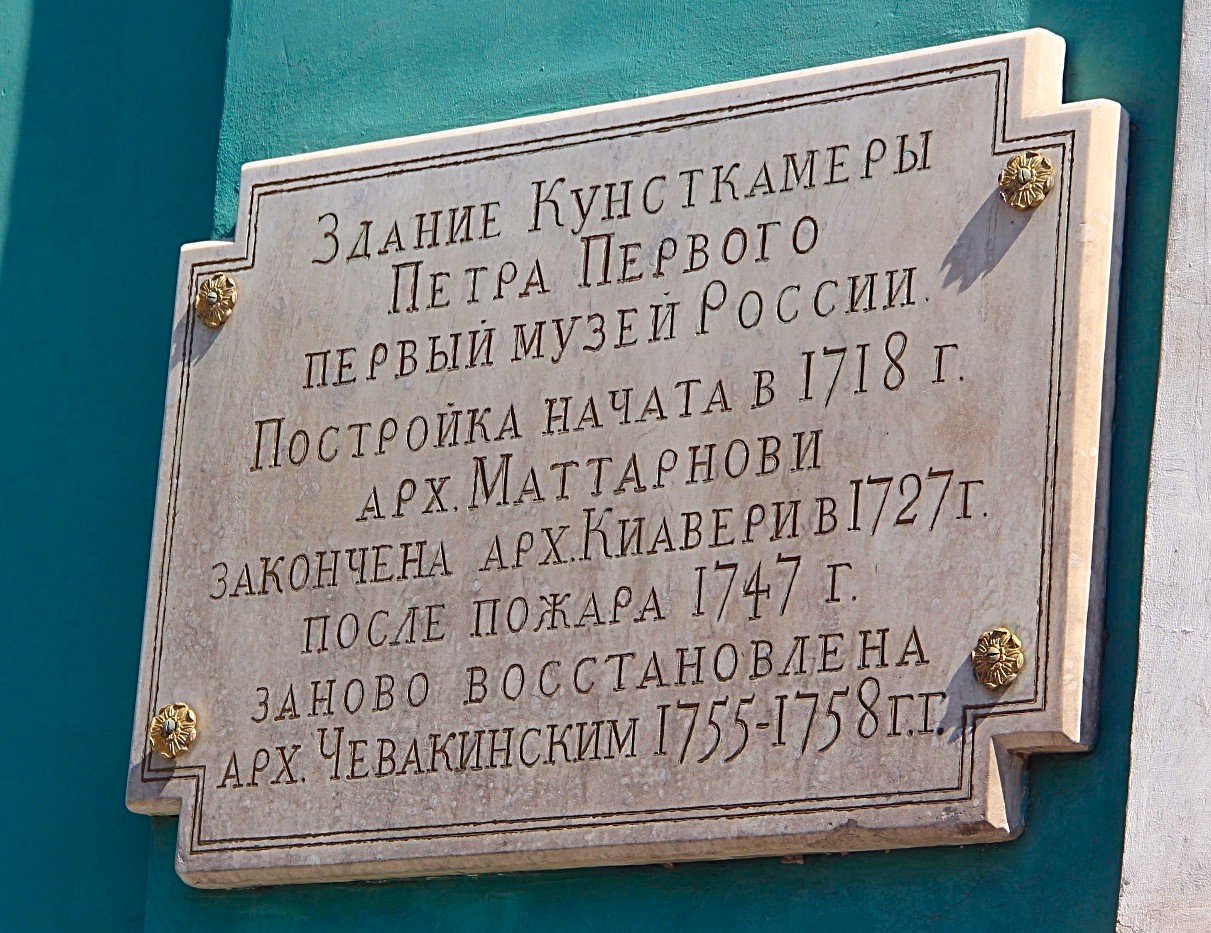 Здание Кунсткамеры
Петра Первого
первый музей России.
Постройка начата в 1718 г.
арх. Маттарнови
закончена арх. Киавери в 1727 г.
после пожара 1747 г.
заново восстановлена
арх. Чевакинским 1755-1758 г.г.